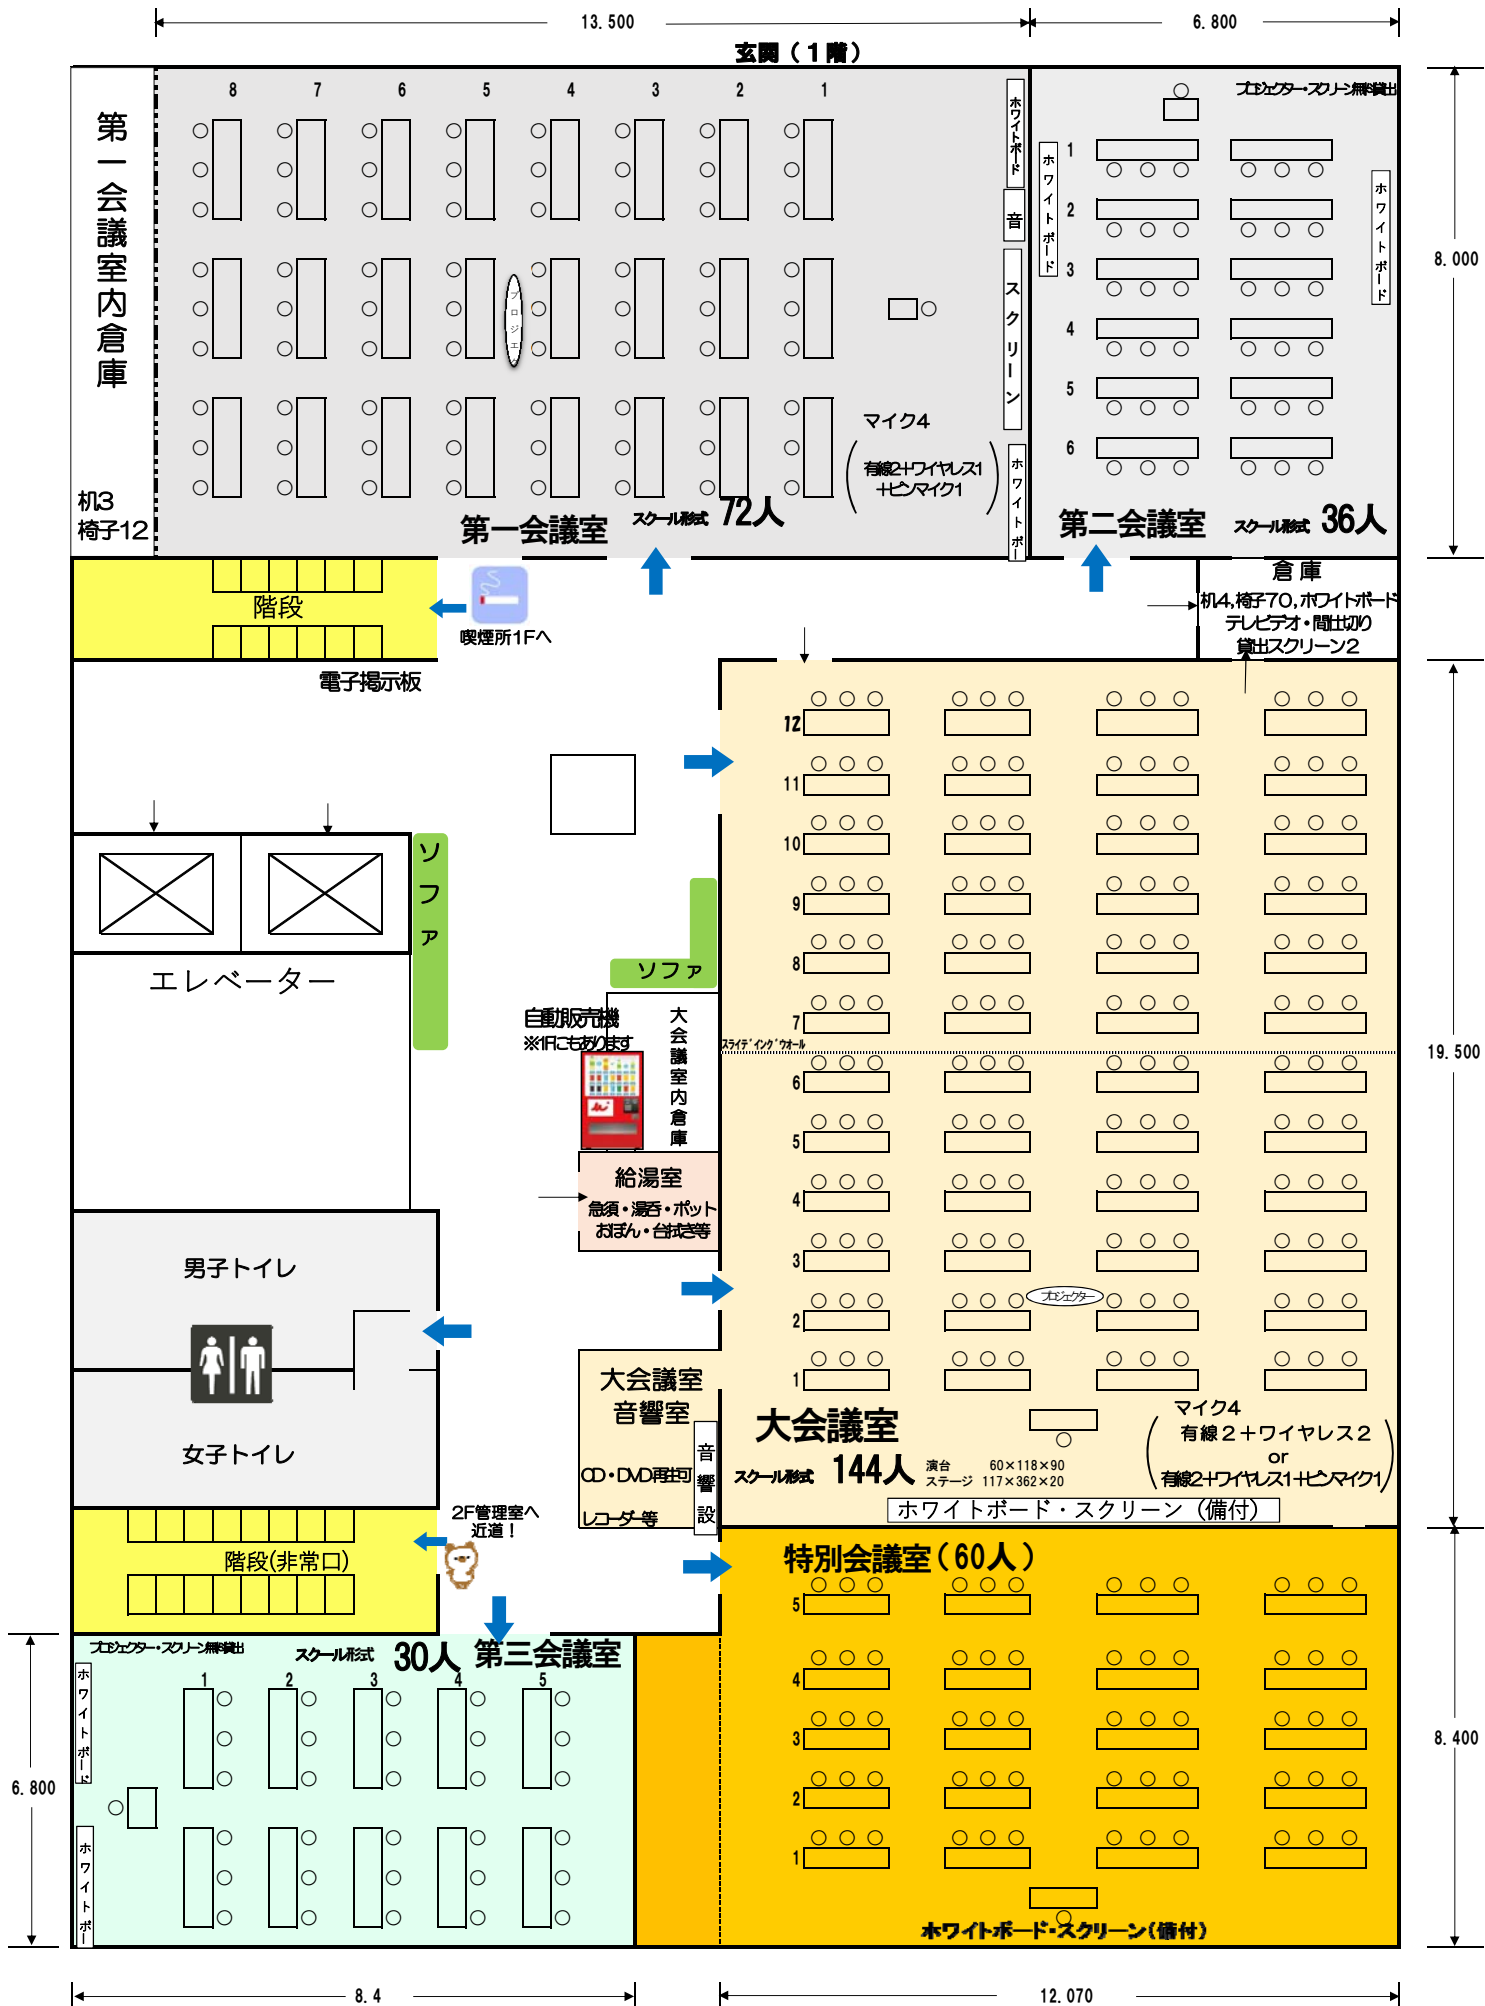 13.500
6.800
玄関(1階)
8 7 6 5 4 3 2 1
プロジェクター・スクリーン無料貸出
第一会議室内倉庫
机3
椅子12
ホワイトボード
音
スクリーン
ホワイトボー
プロジェ
マイク4
有線2+ワイヤレス1
+ピンマイク1
第一会議室 スクール形式 72人
ホワイトボード
ホワイトボード
1
2
3
4
5
6
第二会議室 スクール形式 36人
8.000
階段
喫煙所1Fへ
倉庫
机4,椅子70,ホワイトボード
テレビデオ・間仕切り
貸出スクリーン2
電子掲示板
ソファ
エレベーター
ソファ
自動販売機
※1Fにもあります
大会議室内倉庫
給湯室
急須・湯呑・ポット
おぼん・台拭き等
12
11
10
9
8
7
スライディングウオール
6
5
4
3
プロジェクター
2
1
19.500
男子トイレ
女子トイレ
大会議室
音響室
CD・DVD再生可
レコーダー等
音響設
大会議室
スクール形式 144人
演台 60×118×90
ステージ 117×362×20
マイク4
有線2+ワイヤレス2
or
有線2+ワイヤレス1+ピンマイク1
ホワイトボード・スクリーン(備付)
2F管理室へ
近道!
階段(非常口)
特別会議室(60人)
5
4
3
2
1
ホワイトボード・スクリーン(備付)
8.400
プロジェクター・スクリーン無料貸出
スクール形式 30人 第三会議室
1 2 3 4 5
ホワイトボード
ホワイトボー
6.800
8.4
12.070